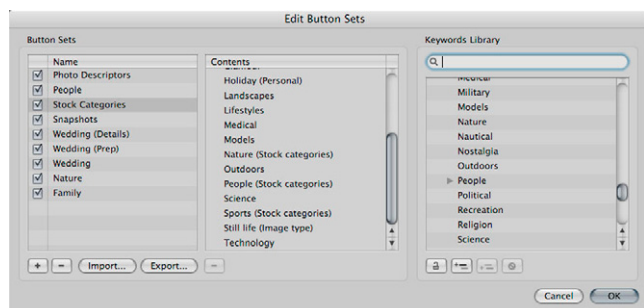 Edit Button Sets
Button Sets
Name
Photo Descriptors
People
Stock Categories
Snapshots
Wedding (Details)
Wedding (Prep)
Wedding
Nature
Family
Contents
Glamour
Holiday (Personal)
Landscapes
Lifestyles
Medical
Models
Nature (Stock categories)
Outdoors
People (Stock categories)
Science
Sports (Stock categories)
Still life (Image type)
Technology
+ − Import... Export... −
Keywords Library
Medical
Military
Models
Nature
Nautical
Nostalgia
Outdoors
People
Political
Recreation
Religion
Science
Cancel OK